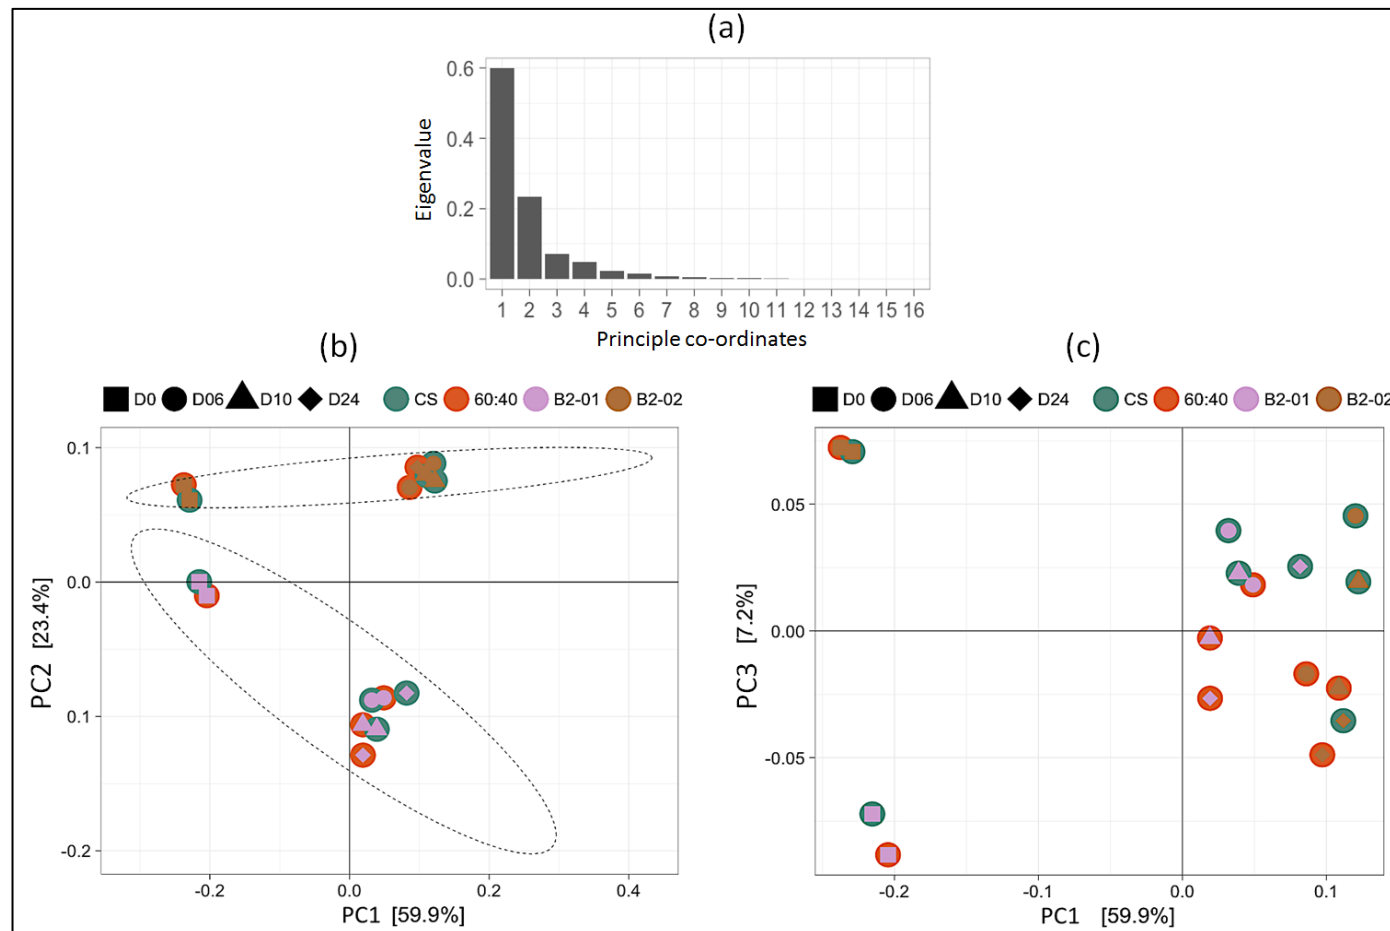 (a)
0.6
0.4
0.2
0.0
Eigenvalue
1 2 3 4 5 6 7 8 9 10 11 12 13 14 15 16
Principle co-ordinates
(b)
D0 D06 D10 D24 CS 60:40 B2-01 B2-02
0.1
0.0
0.1
-0.2
PC2 [23.4%]
-0.2 0.0 0.2 0.4
PC1 [59.9%]
(c)
D0 D06 D10 D24 CS 60:40 B2-01 B2-02
0.05
0.00
-0.05
PC3 [7.2%]
-0.2 -0.1 0.0 0.1
PC1 [59.9%]